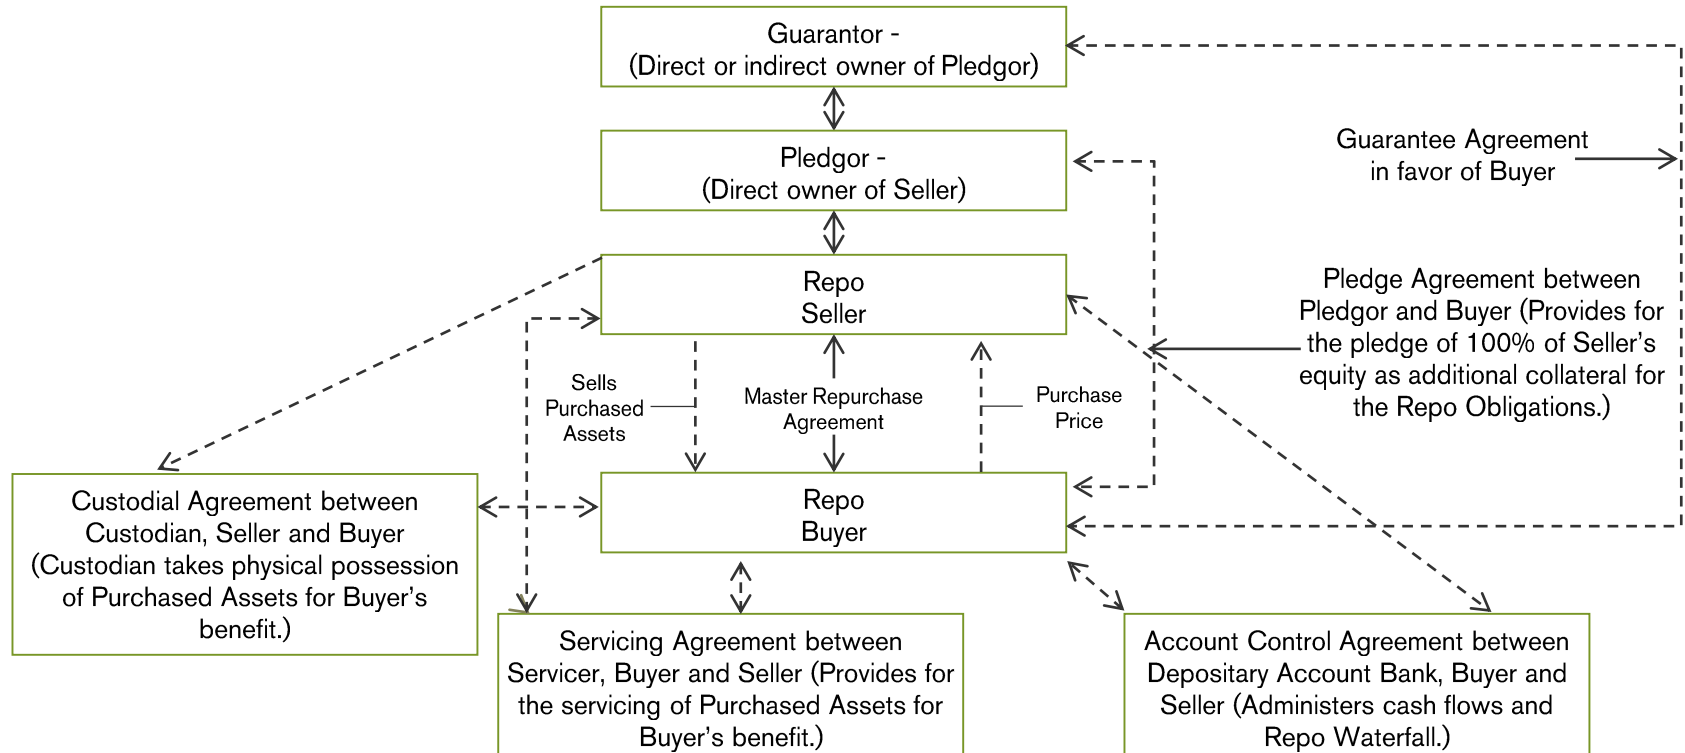 Guarantor -
(Direct or indirect owner of Pledgor)
Pledgor -
(Direct owner of Seller)
Guarantee Agreement
in favor of Buyer
Repo
Seller
Pledge Agreement between
Pledgor and Buyer (Provides for
the pledge of 100% of Seller’s
equity as additional collateral for
the Repo Obligations.)
Sells
Purchased
Assets
Master Repurchase
Agreement
Purchase
Price
Repo
Buyer
Custodial Agreement between
Custodian, Seller and Buyer
(Custodian takes physical possession
of Purchased Assets for Buyer’s
benefit.)
Servicing Agreement between
Servicer, Buyer and Seller (Provides for
the servicing of Purchased Assets for
Buyer’s benefit.)
Account Control Agreement between
Depositary Account Bank, Buyer and
Seller (Administers cash flows and
Repo Waterfall.)